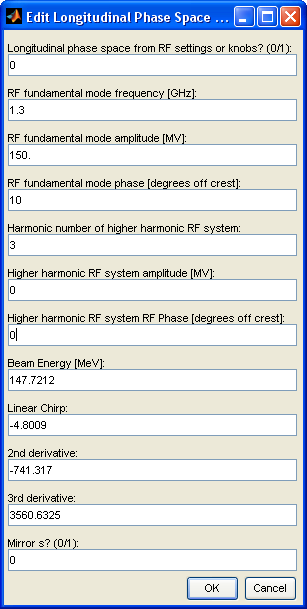 Edit Longitudinal Phase Space ...
Longitudinal phase space from RF settings or knobs? (0/1):
0
RF fundamental mode frequency [GHz]:
1.3
RF fundamental mode amplitude [MV]:
150.
RF fundamental mode phase [degrees off crest]:
10
Harmonic number of higher harmonic RF system:
3
Higher harmonic RF system amplitude [MV]:
0
Higher harmonic RF system RF Phase [degrees off crest]:
0
Beam Energy [MeV]:
147.7212
Linear Chirp:
-4.8009
2nd derivative:
-741.317
3rd derivative:
3560.6325
Mirror s? (0/1):
0
OK Cancel